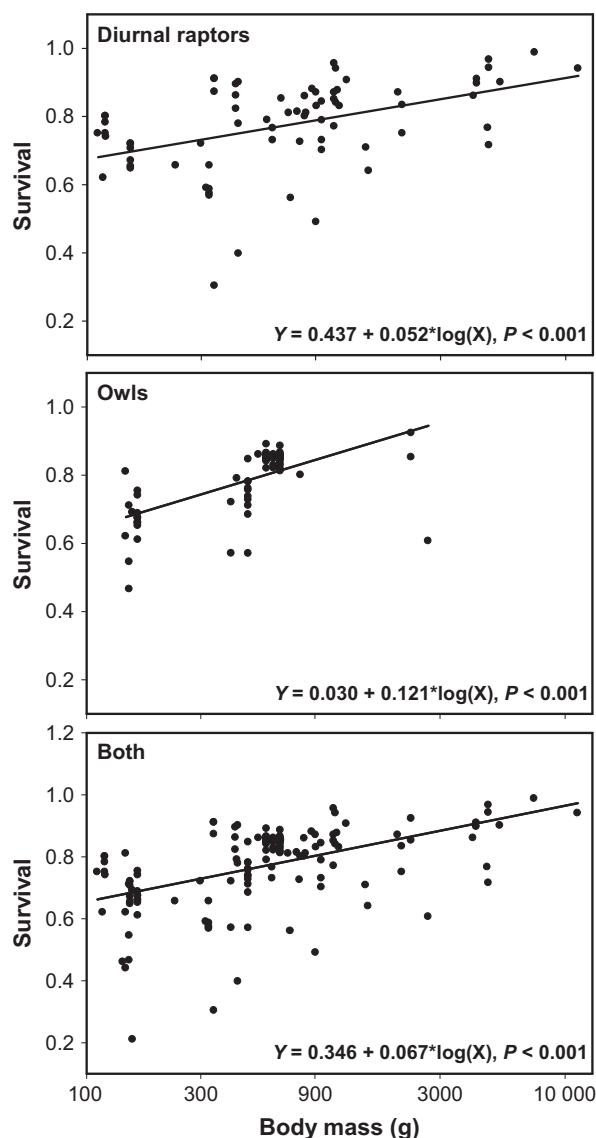 Diurnal raptors
1.0
0.8
0.6
0.4
0.2
Survival
Y = 0.437 + 0.052*log(X), P < 0.001
Owls
1.0
0.8
0.6
0.4
0.2
Survival
Y = 0.030 + 0.121*log(X), P < 0.001
Both
1.2
1.0
0.8
0.6
0.4
0.2
Survival
Y = 0.346 + 0.067*log(X), P < 0.001
100 300 900 3000 10 000
Body mass (g)